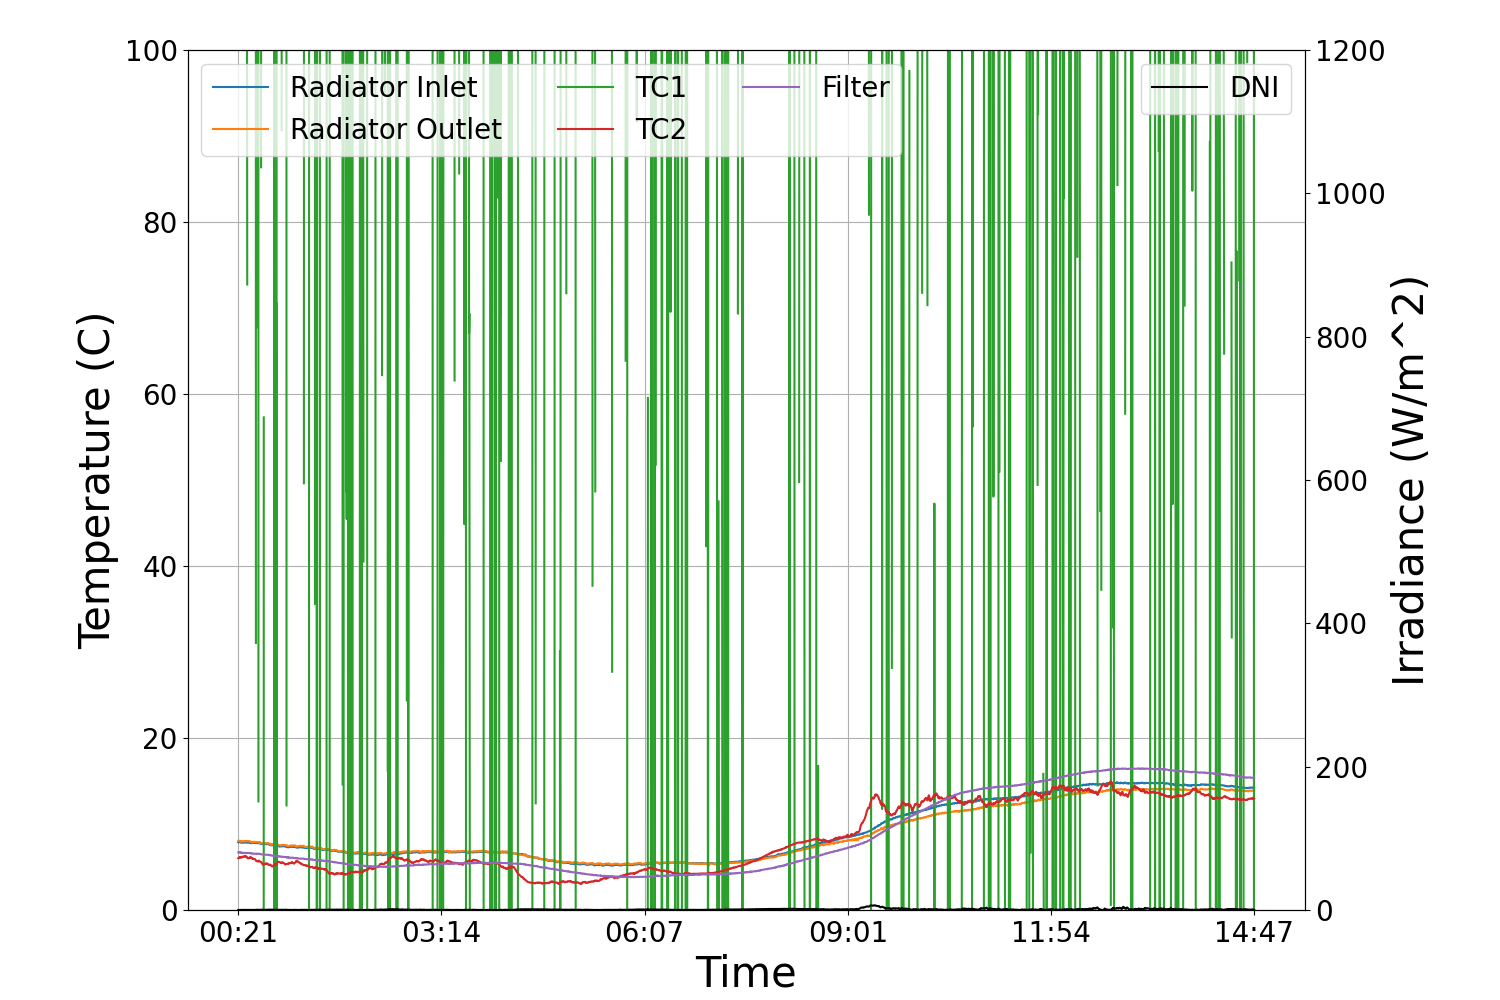 Radiator Inlet
Radiator Outlet
TC1
TC2
Filter
DNI
Temperature (C)
100
80
60
40
20
0
1200
1000
800
600
400
200
0
Irradiance (W/m^2)
00:21 03:14 06:07 09:01 11:54 14:47
Time